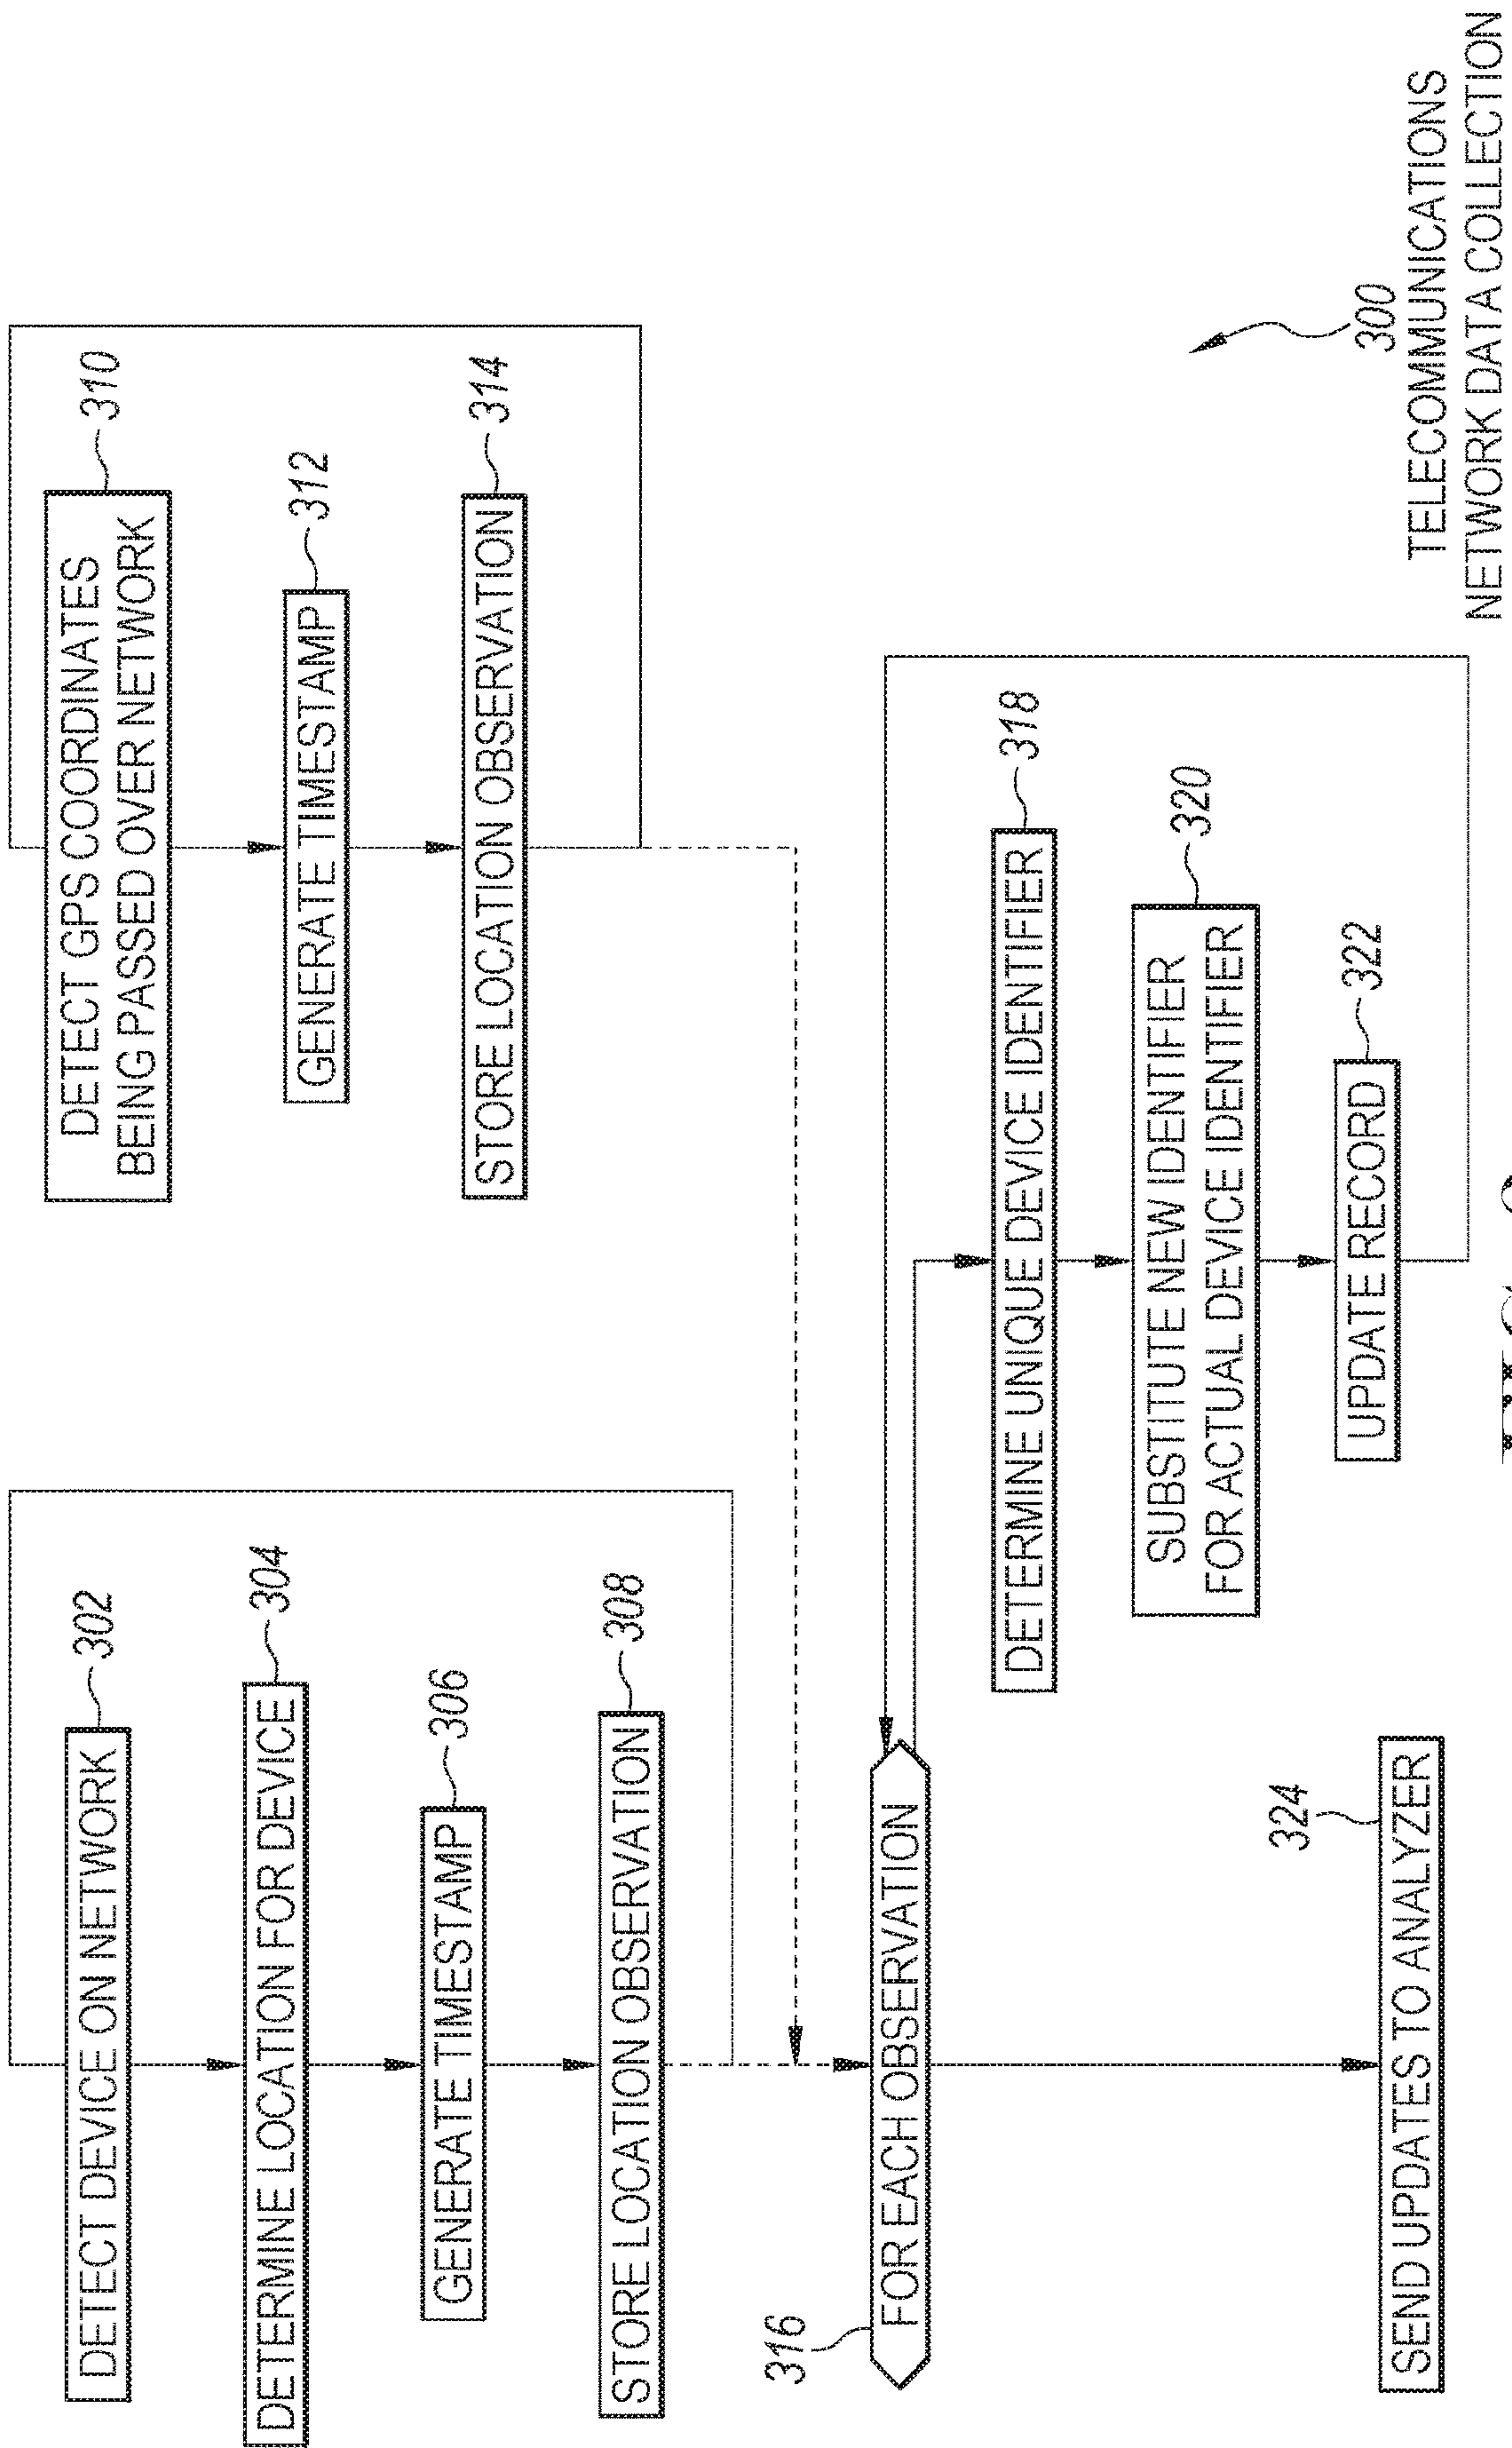 DETECT DEVICE ON NETWORK
302
DETERMINE LOCATION FOR DEVICE
304
GENERATE TIMESTAMP
306
STORE LOCATION OBSERVATION
308
DETECT GPS COORDINATES
BEING PASSED OVER NETWORK
310
GENERATE TIMESTAMP
312
STORE LOCATION OBSERVATION
314
316
FOR EACH OBSERVATION
DETERMINE UNIQUE DEVICE IDENTIFIER
318
SUBSTITUTE NEW IDENTIFIER
FOR ACTUAL DEVICE IDENTIFIER
320
UPDATE RECORD
322
324
SEND UPDATES TO ANALYZER
300
TELECOMMUNICATIONS
NETWORK DATA COLLECTION